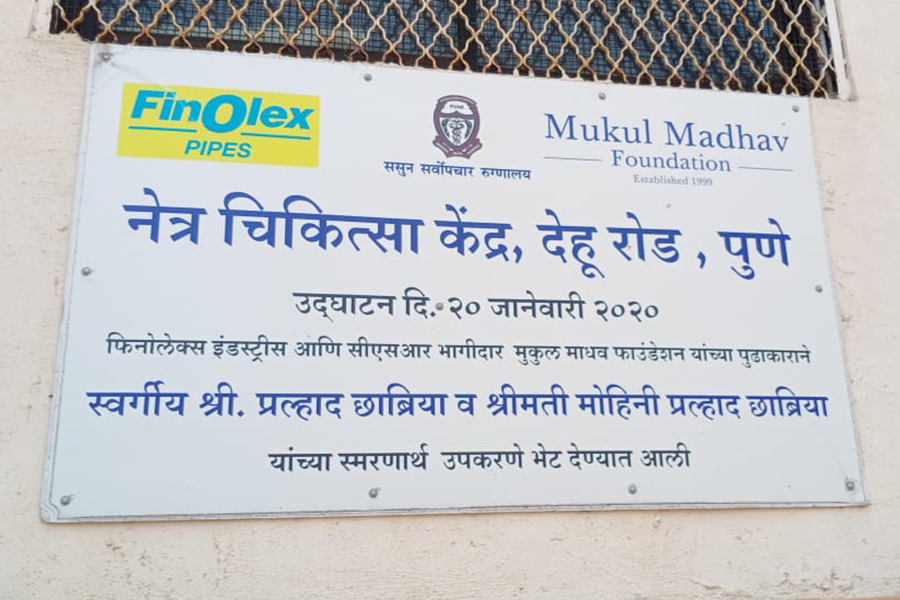 FinOlex
PIPES
PUNE
ससुन सर्वोपचार रुग्णालय
Mukul Madhav
Foundation
Established 1999
नेत्र चिकित्सा केंद्र, देहू रोड , पुणे
उद्‌घाटन दि. २० जानेवारी २०२०
फिनोलेक्स इंडस्ट्रीस आणि सीएसआर भागीदार मुकुल माधव फाउंडेशन यांच्या पुढाकाराने
स्वर्गीय श्री. प्रल्हाद छाब्रिया व श्रीमती मोहिनी प्रल्हाद छाब्रिया
यांच्या स्मरणार्थ उपकरणे भेट देण्यात आली